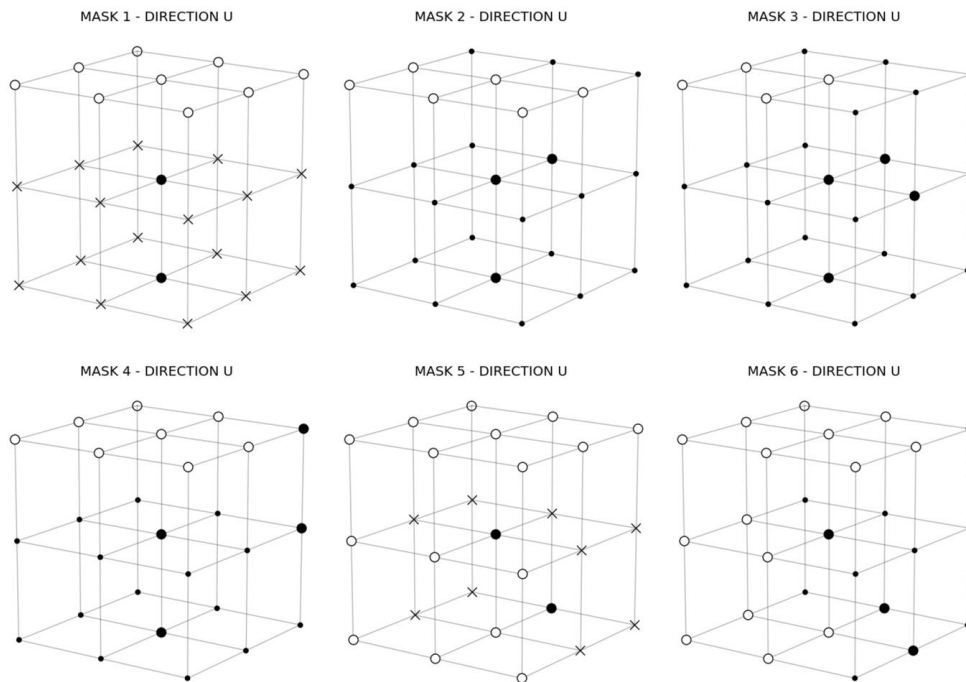 MASK 1 - DIRECTION U
MASK 2 - DIRECTION U
MASK 3 - DIRECTION U
MASK 4 - DIRECTION U
MASK 5 - DIRECTION U
MASK 6 - DIRECTION U